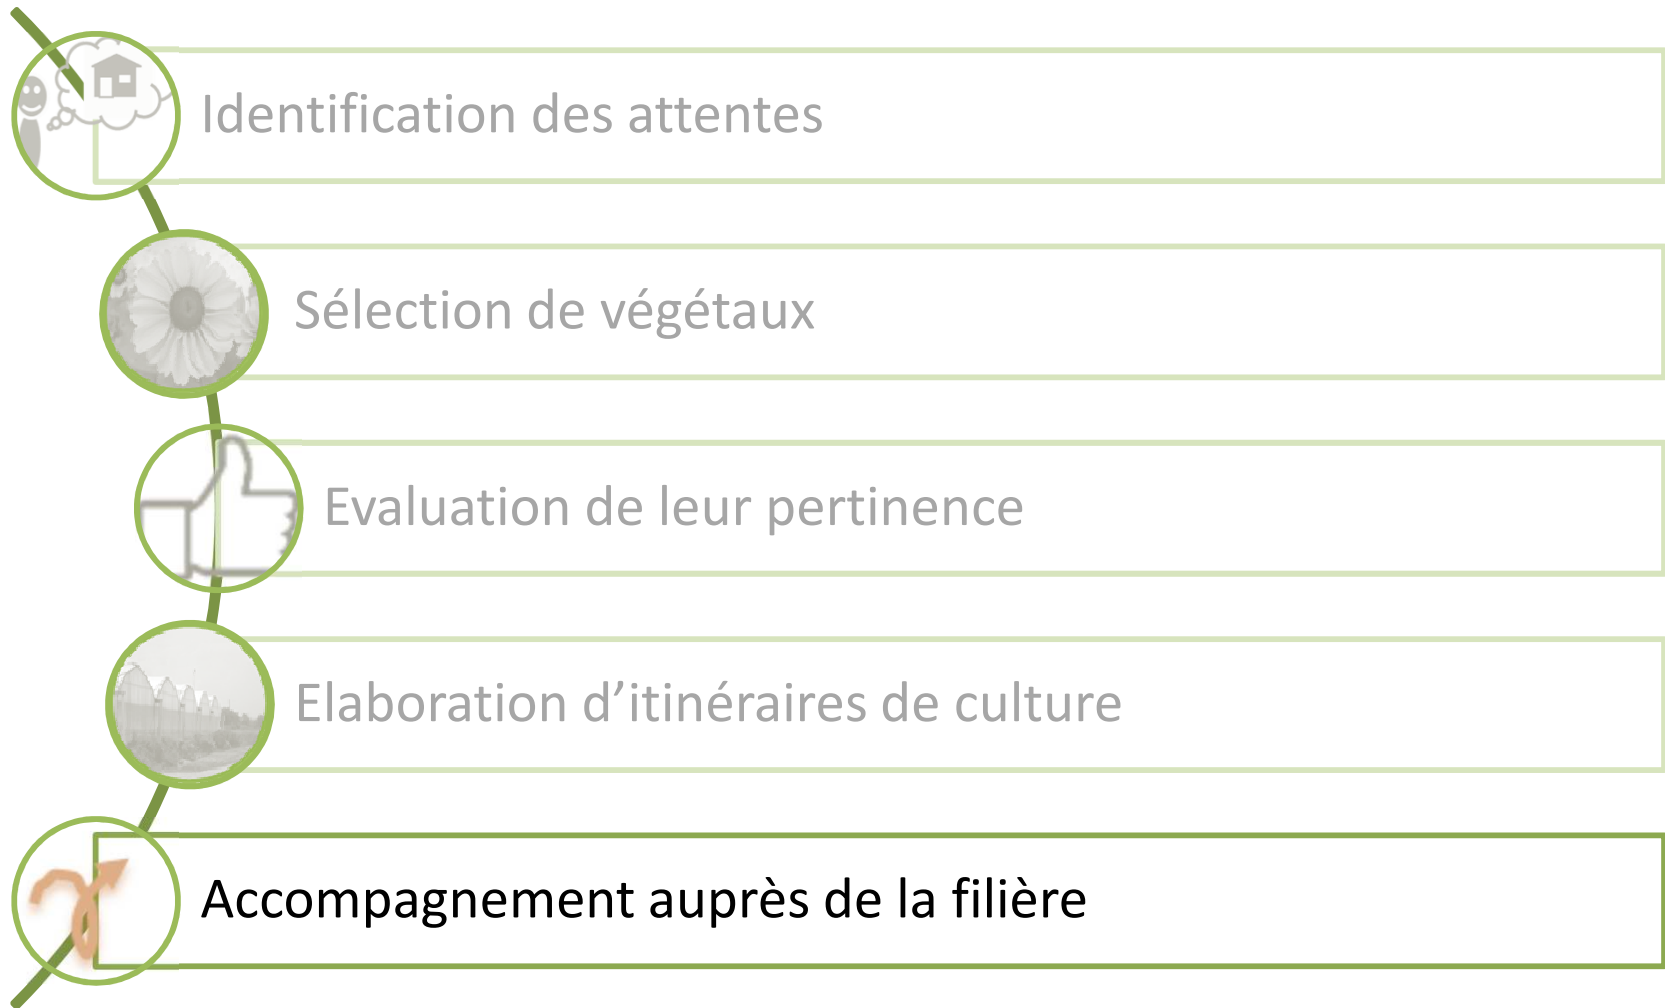 Identification des attentes
Sélection de végétaux
Evaluation de leur pertinence
Elaboration d’itinéraires de culture
Accompagnement auprès de la filière